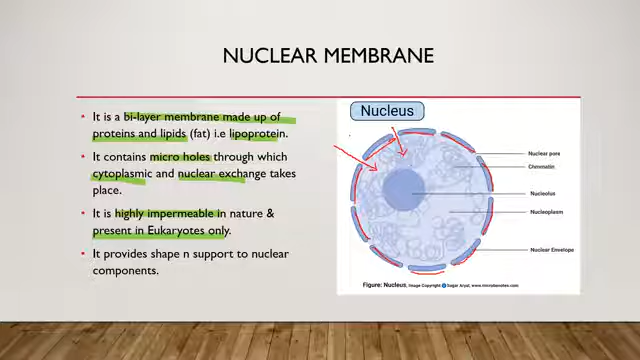 NUCLEAR MEMBRANE
• It is a bi-layer membrane made up of
proteins and lipids (fat) i.e lipoprotein.
• It contains micro holes through which
cytoplasmic and nuclear exchange takes
place.
• It is highly impermeable in nature &
present in Eukaryotes only.
• It provides shape n support to nuclear
components.
Nucleus
Nuclear pore
Chromatin
Nucleolus
Nucleoplasm
Nuclear Envelope
Figure: Nucleus, Image Copyright Sagar Aryal, www.microbenotes.com